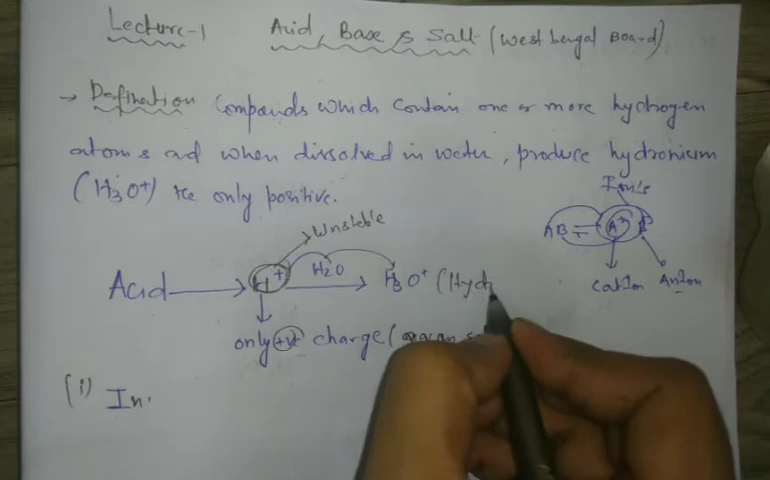 Lecture-1 Acid, Base & Salt (West Bengal Board)
→ Defination Compounds which Contain one or more hydrogen
atoms and when dissolved in water, produce hydronium
(H3O+) the only positive.
Ionic
Unstable
AB ⇌ A+ B-
Acid → H+ H2O → H3O+ (Hyd
Cation Anion
only +ve charge (
(i) In.